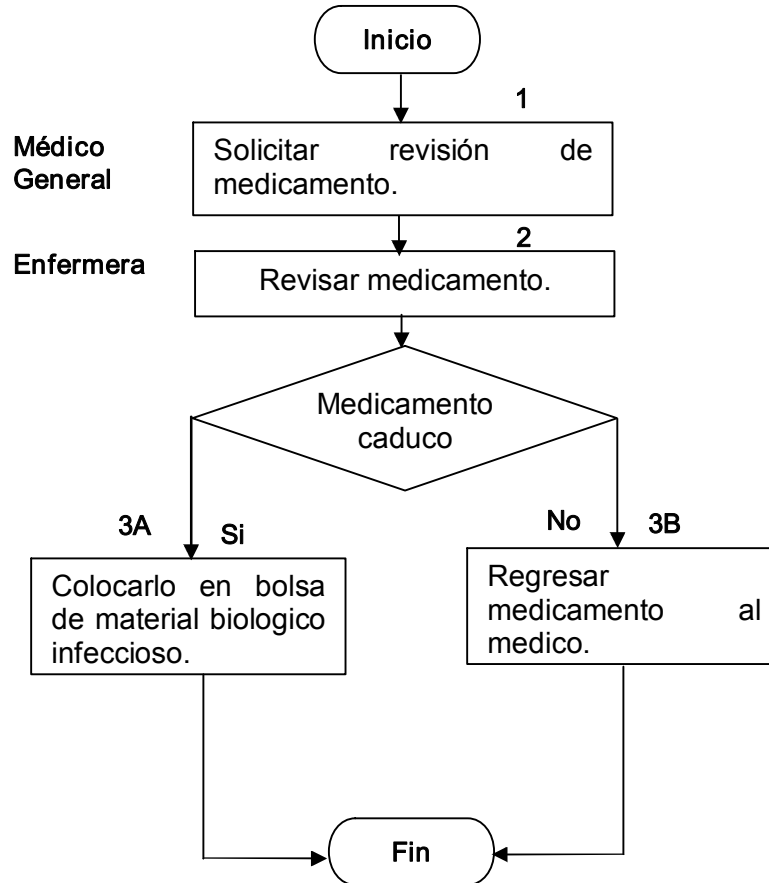 Inicio
1
Médico
General
Solicitar revisión de
medicamento.
2
Enfermera
Revisar medicamento.
Medicamento
caduco
3A
Si
No
3B
Colocarlo en bolsa
de material biologico
infeccioso.
Regresar
medicamento al
medico.
Fin